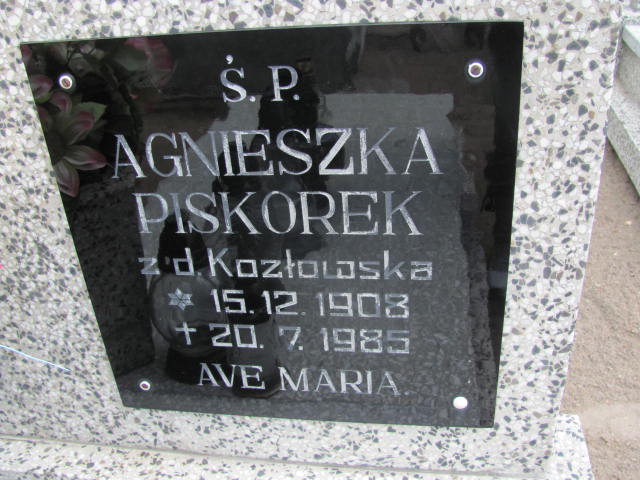 Ś. P.
AGNIESZKA
PISKOREK
z d. Kozłowska
* 15. 12. 1908
✝ 20. 7. 1985
AVE MARIA